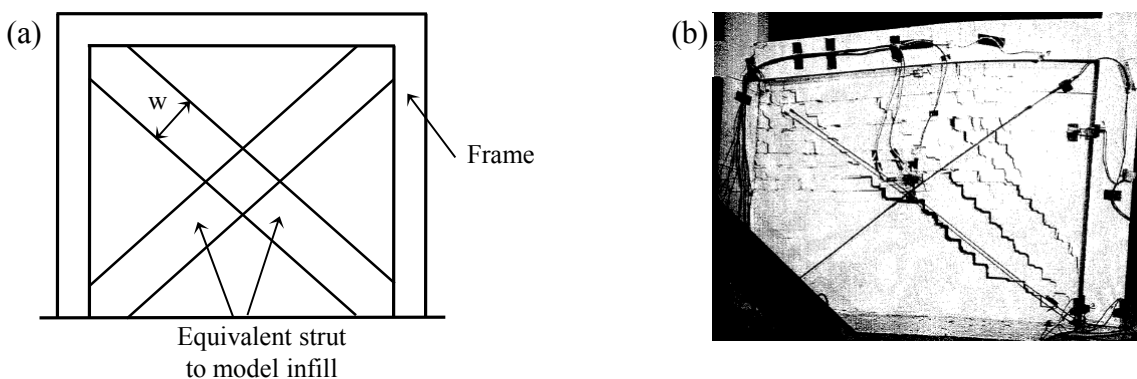 (a)
w
Frame
Equivalent strut
to model infill
(b)